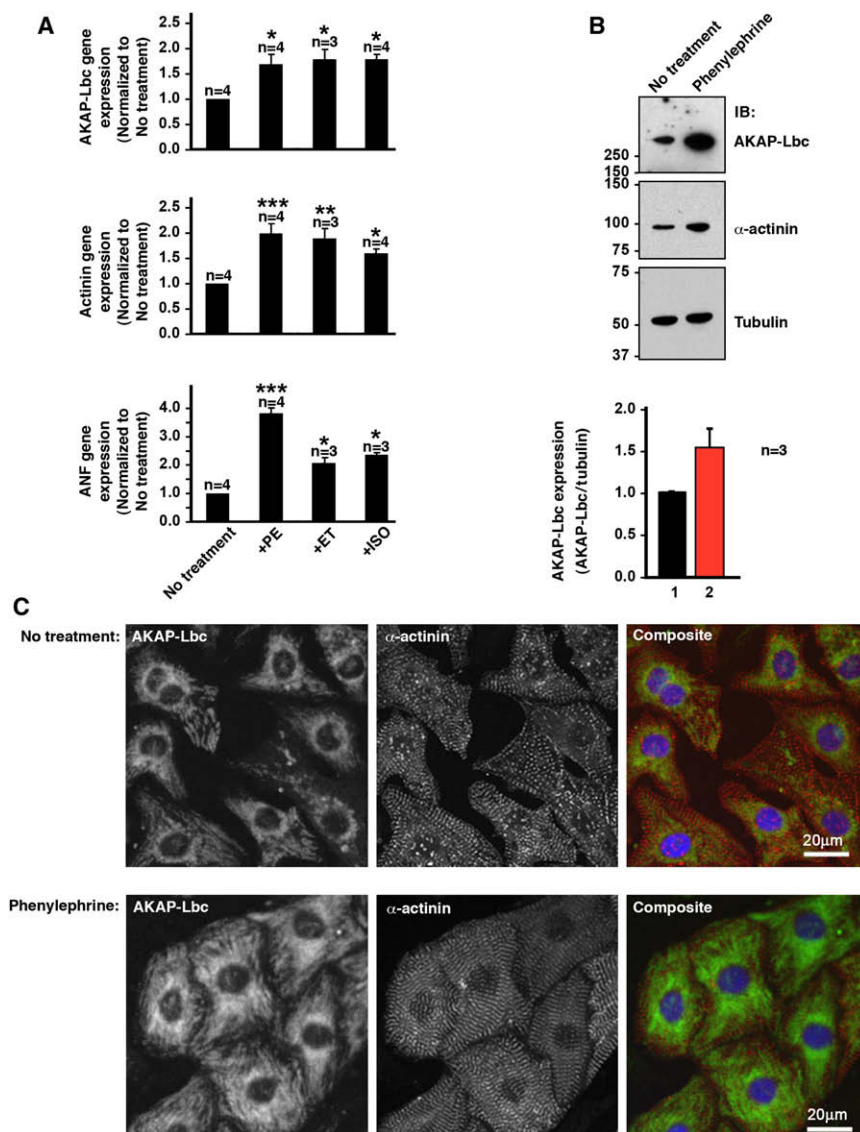 A
AKAP-Lbc gene
expression
(Normalized to
No treatment)
2.5
2.0
1.5
1.0
0.5
0.0
n=4
*
n=4
*
n=3
*
n=4
Actinin gene
expression
(Normalized to
No treatment)
2.5
2.0
1.5
1.0
0.5
0.0
n=4
***
n=4
**
n=3
*
n=4
ANF gene
expression
(Normalized to
No treatment)
4.0
3.0
2.0
1.0
0.0
n=4
***
n=4
*
n=3
*
n=3
No treatment
+PE
+ET
+ISO
B
No treatment
Phenylephrine
IB:
AKAP-Lbc
250
150
150
100
75
α-actinin
75
50
37
Tubulin
AKAP-Lbc expression
(AKAP-Lbc/tubulin)
2.0
1.5
1.0
0.5
0.0
n=3
1 2
C
No treatment: AKAP-Lbc α-actinin Composite
20μm
Phenylephrine: AKAP-Lbc α-actinin Composite
20μm